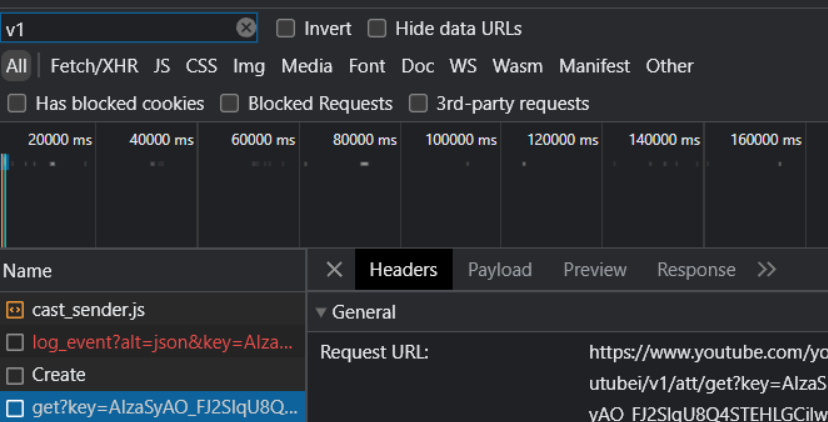 v1
Invert
Hide data URLs
All
Fetch/XHR
JS
CSS
Img
Media
Font
Doc
WS
Wasm
Manifest
Other
Has blocked cookies
Blocked Requests
3rd-party requests
20000 ms
40000 ms
60000 ms
80000 ms
100000 ms
120000 ms
140000 ms
160000 ms
Name
Headers
Payload
Preview
Response
cast_sender.js
General
log_event?alt=json&key=AIza...
Request URL:
https://www.youtube.com/yo
Create
utubei/v1/att/get?key=AIzaS
get?key=AIzaSyAO_FJ2SlqU8Q...
yAO_FJ2SlqU8Q4STEHLGCilw